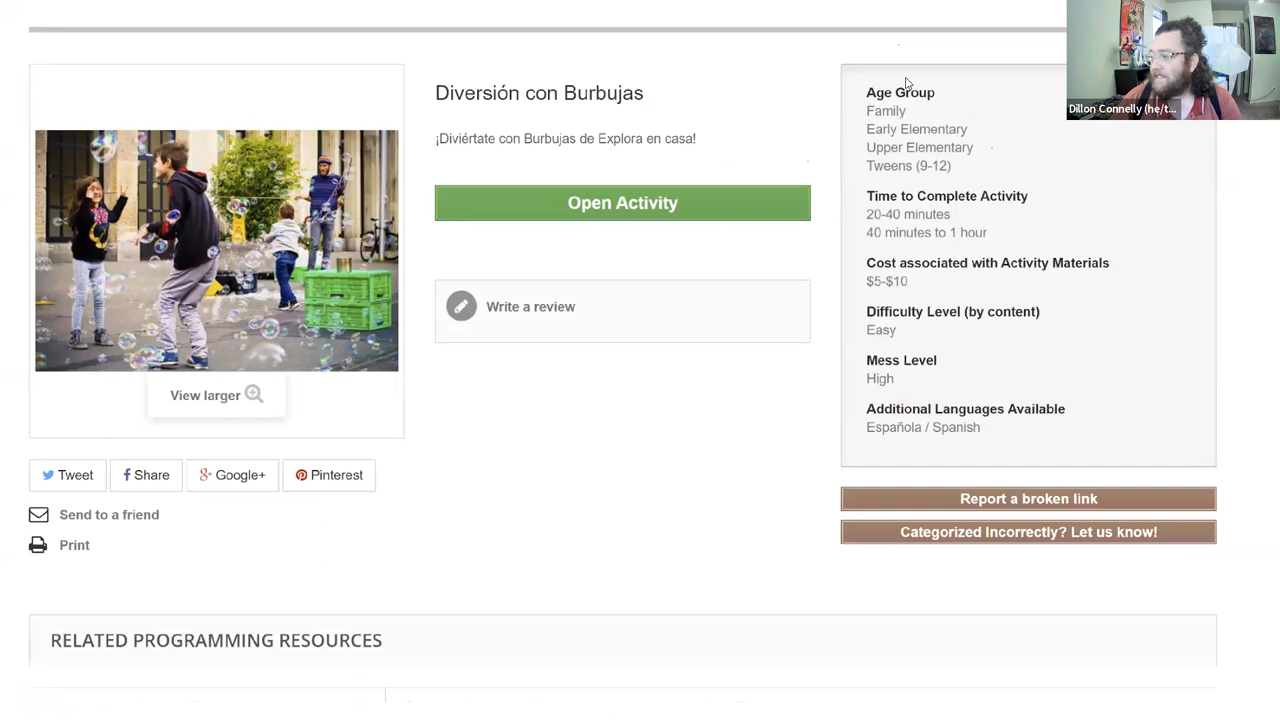 Diversión con Burbujas
¡Diviértate con Burbujas de Explora en casa!
Open Activity
Write a review
View larger
Tweet
Share
Google+
Pinterest
Send to a friend
Print
Age Group
Family
Early Elementary
Upper Elementary
Tweens (9-12)
Time to Complete Activity
20-40 minutes
40 minutes to 1 hour
Cost associated with Activity Materials
$5-$10
Difficulty Level (by content)
Easy
Mess Level
High
Additional Languages Available
Española / Spanish
Report a broken link
Categorized Incorrectly? Let us know!
Dillon Connelly (he/t...
RELATED PROGRAMMING RESOURCES